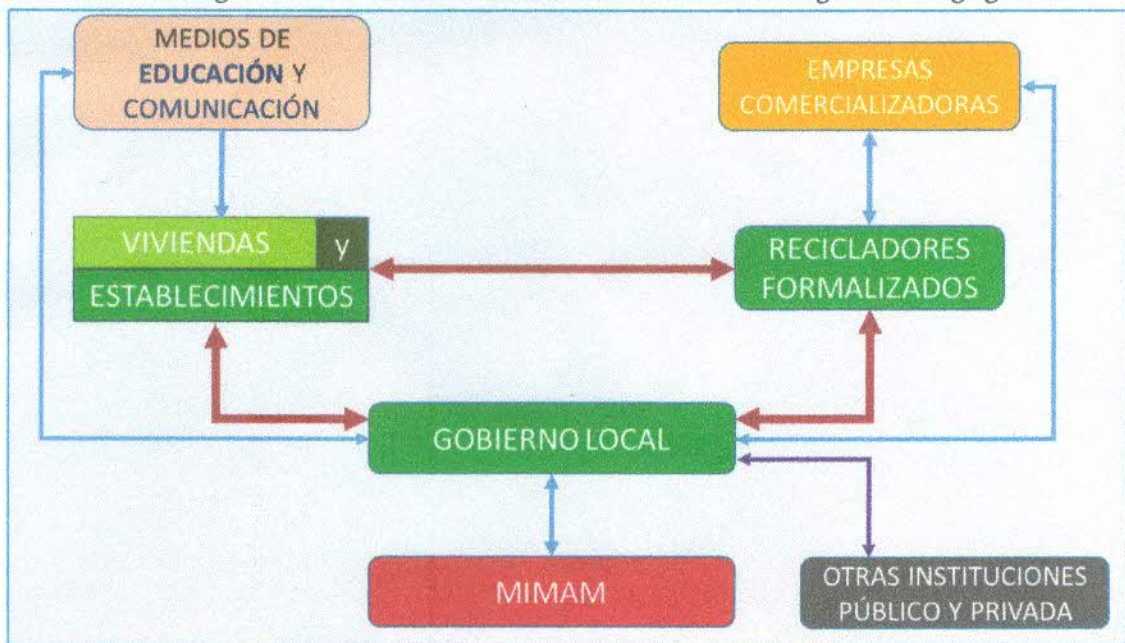 MEDIOS DE
EDUCACIÓN Y
COMUNICACIÓN
EMPRESAS
COMERCIALIZADORAS
VIVIENDAS y
ESTABLECIMIENTOS
RECICLADORES
FORMALIZADOS
GOBIERNO LOCAL
MIMAM
OTRAS INSTITUCIONES
PÚBLICO Y PRIVADA